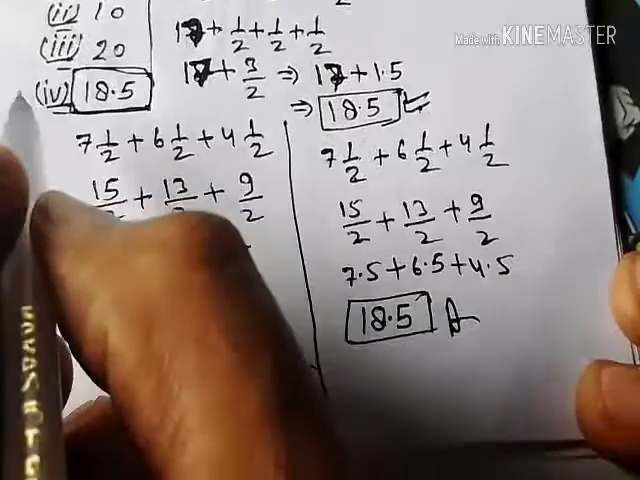 (ii) 10
(iii) 20
(iv) 18.5
17 + 1/2 + 1/2 + 1/2
17 + 3/2 ⇒ 17 + 1.5
⇒ 18.5
7 1/2 + 6 1/2 + 4 1/2
15/2 + 13/2 + 9/2
7 1/2 + 6 1/2 + 4 1/2
15/2 + 13/2 + 9/2
7.5 + 6.5 + 4.5
18.5
Made with KINEMASTER